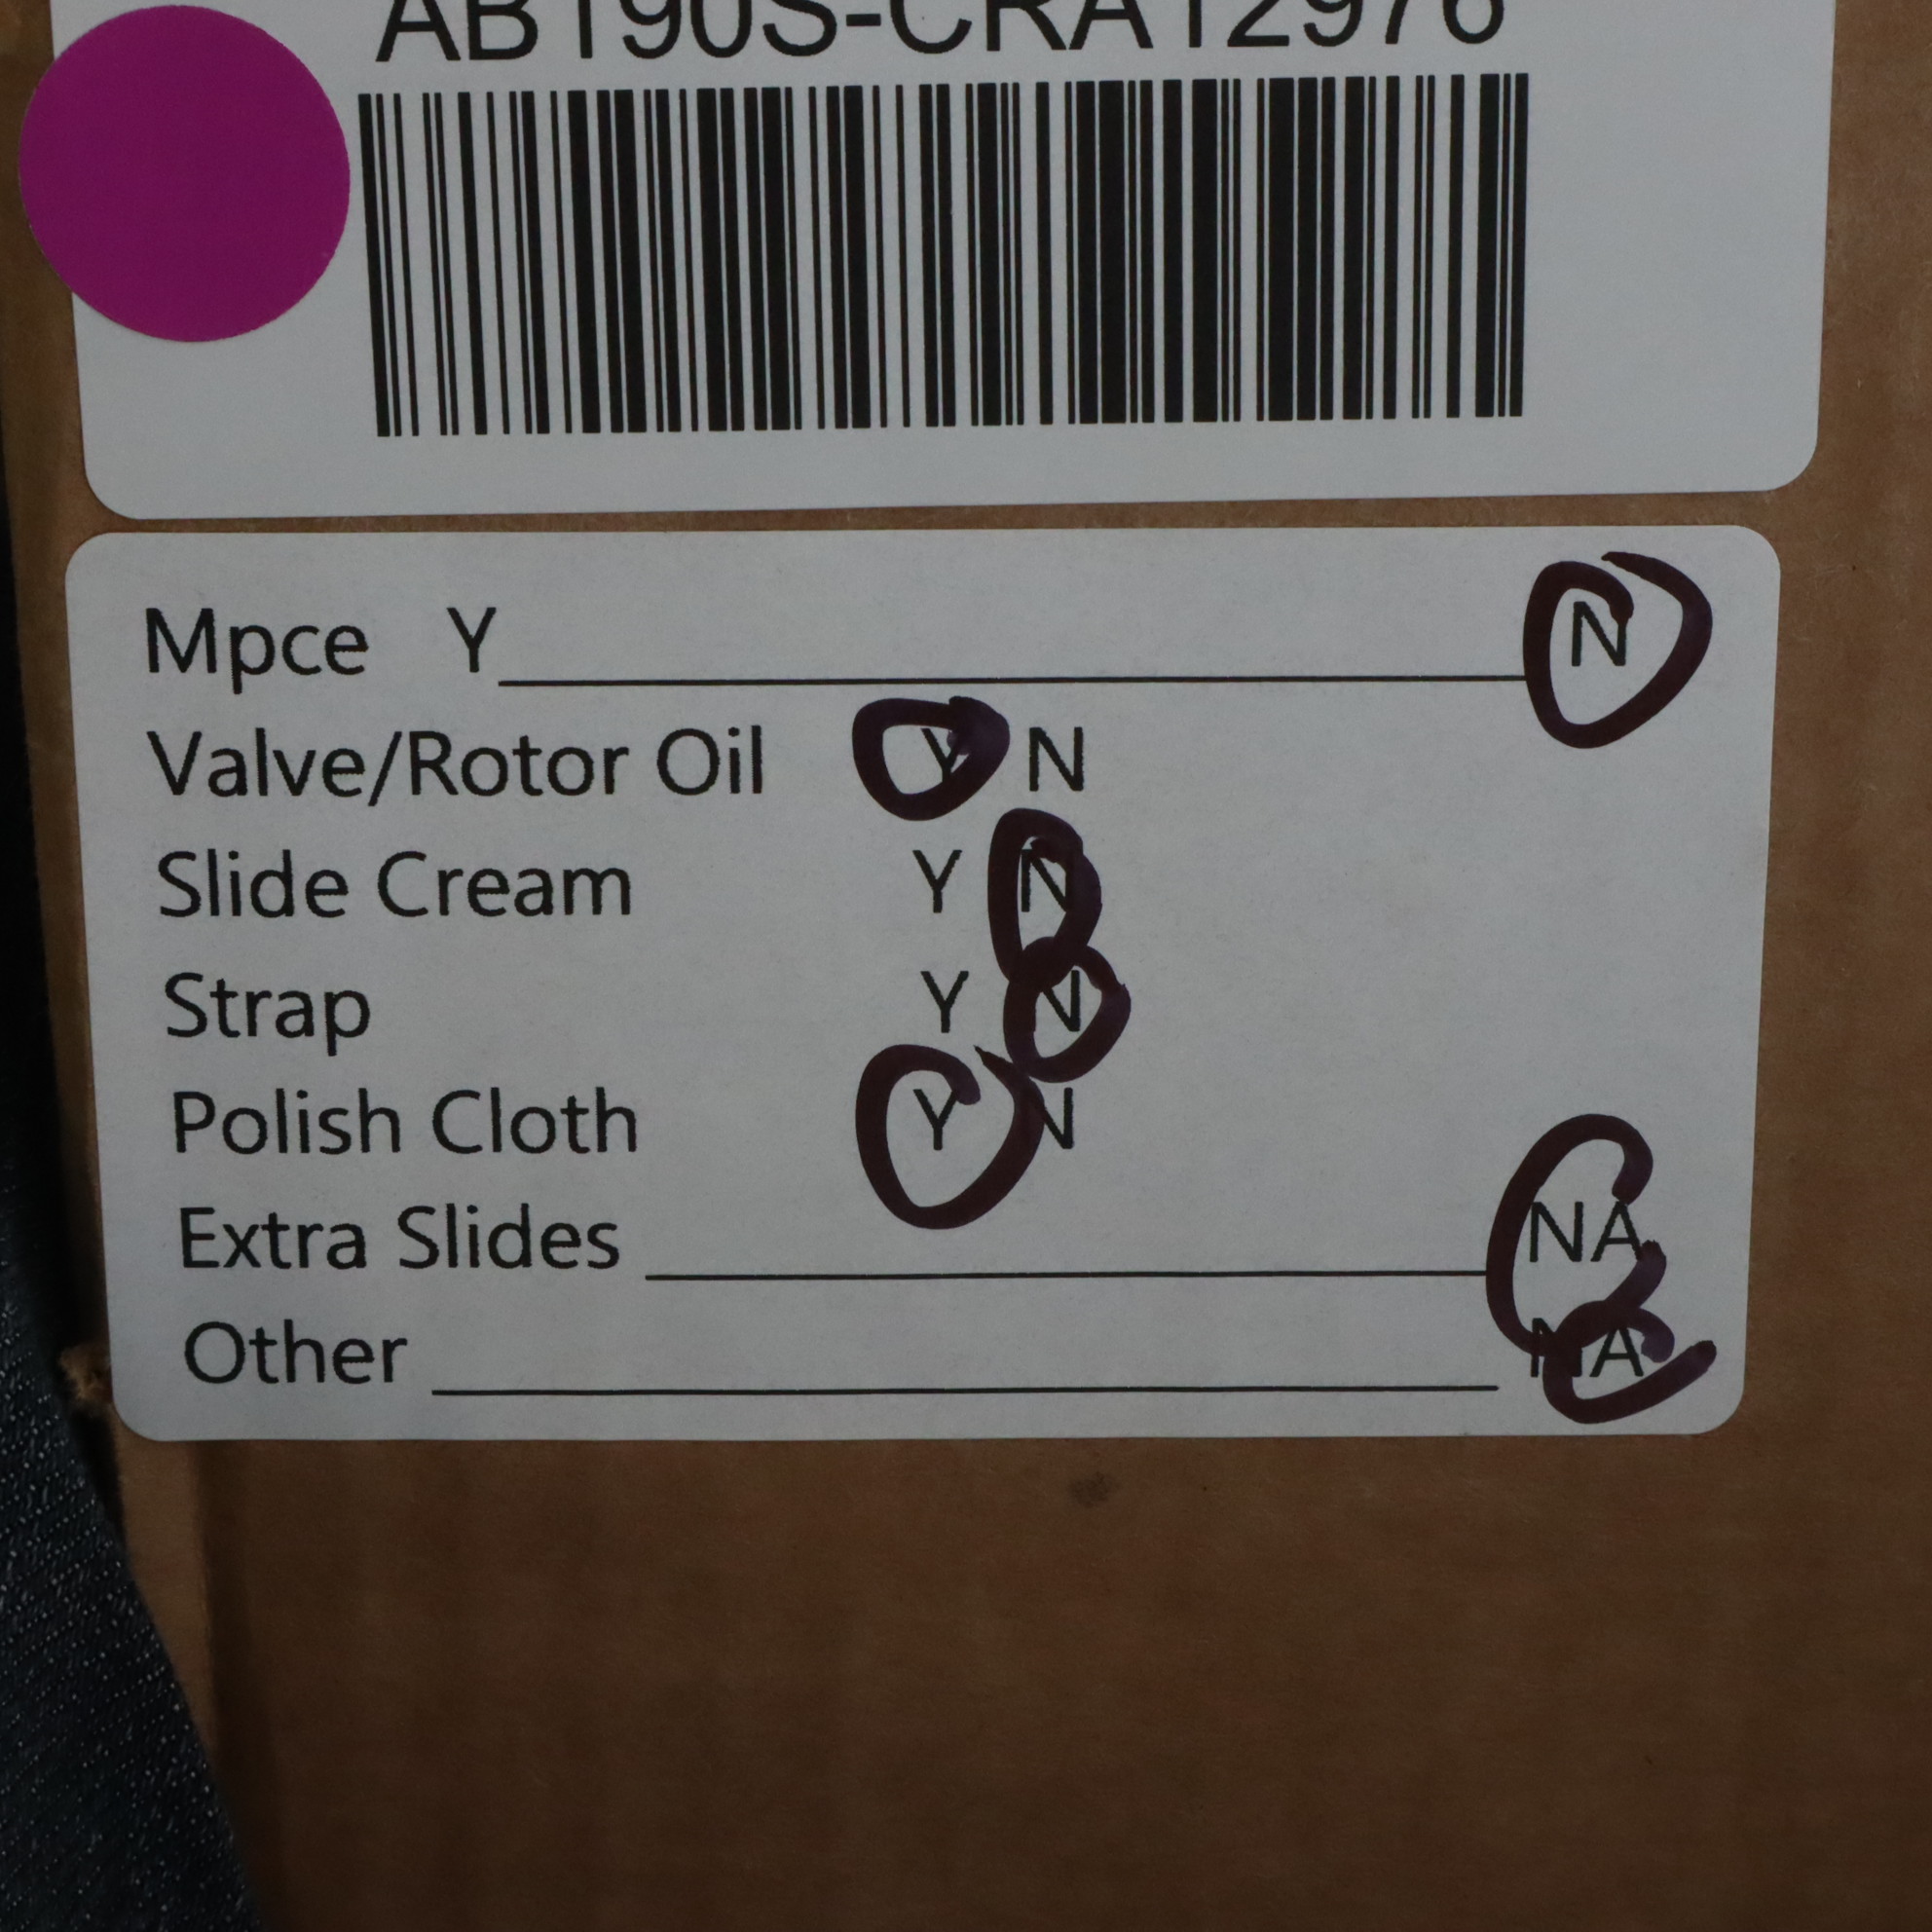 AB190S-CRA12976
Mpce Y N
Valve/Rotor Oil Y N
Slide Cream Y N
Strap Y N
Polish Cloth Y N
Extra Slides NA
Other NA